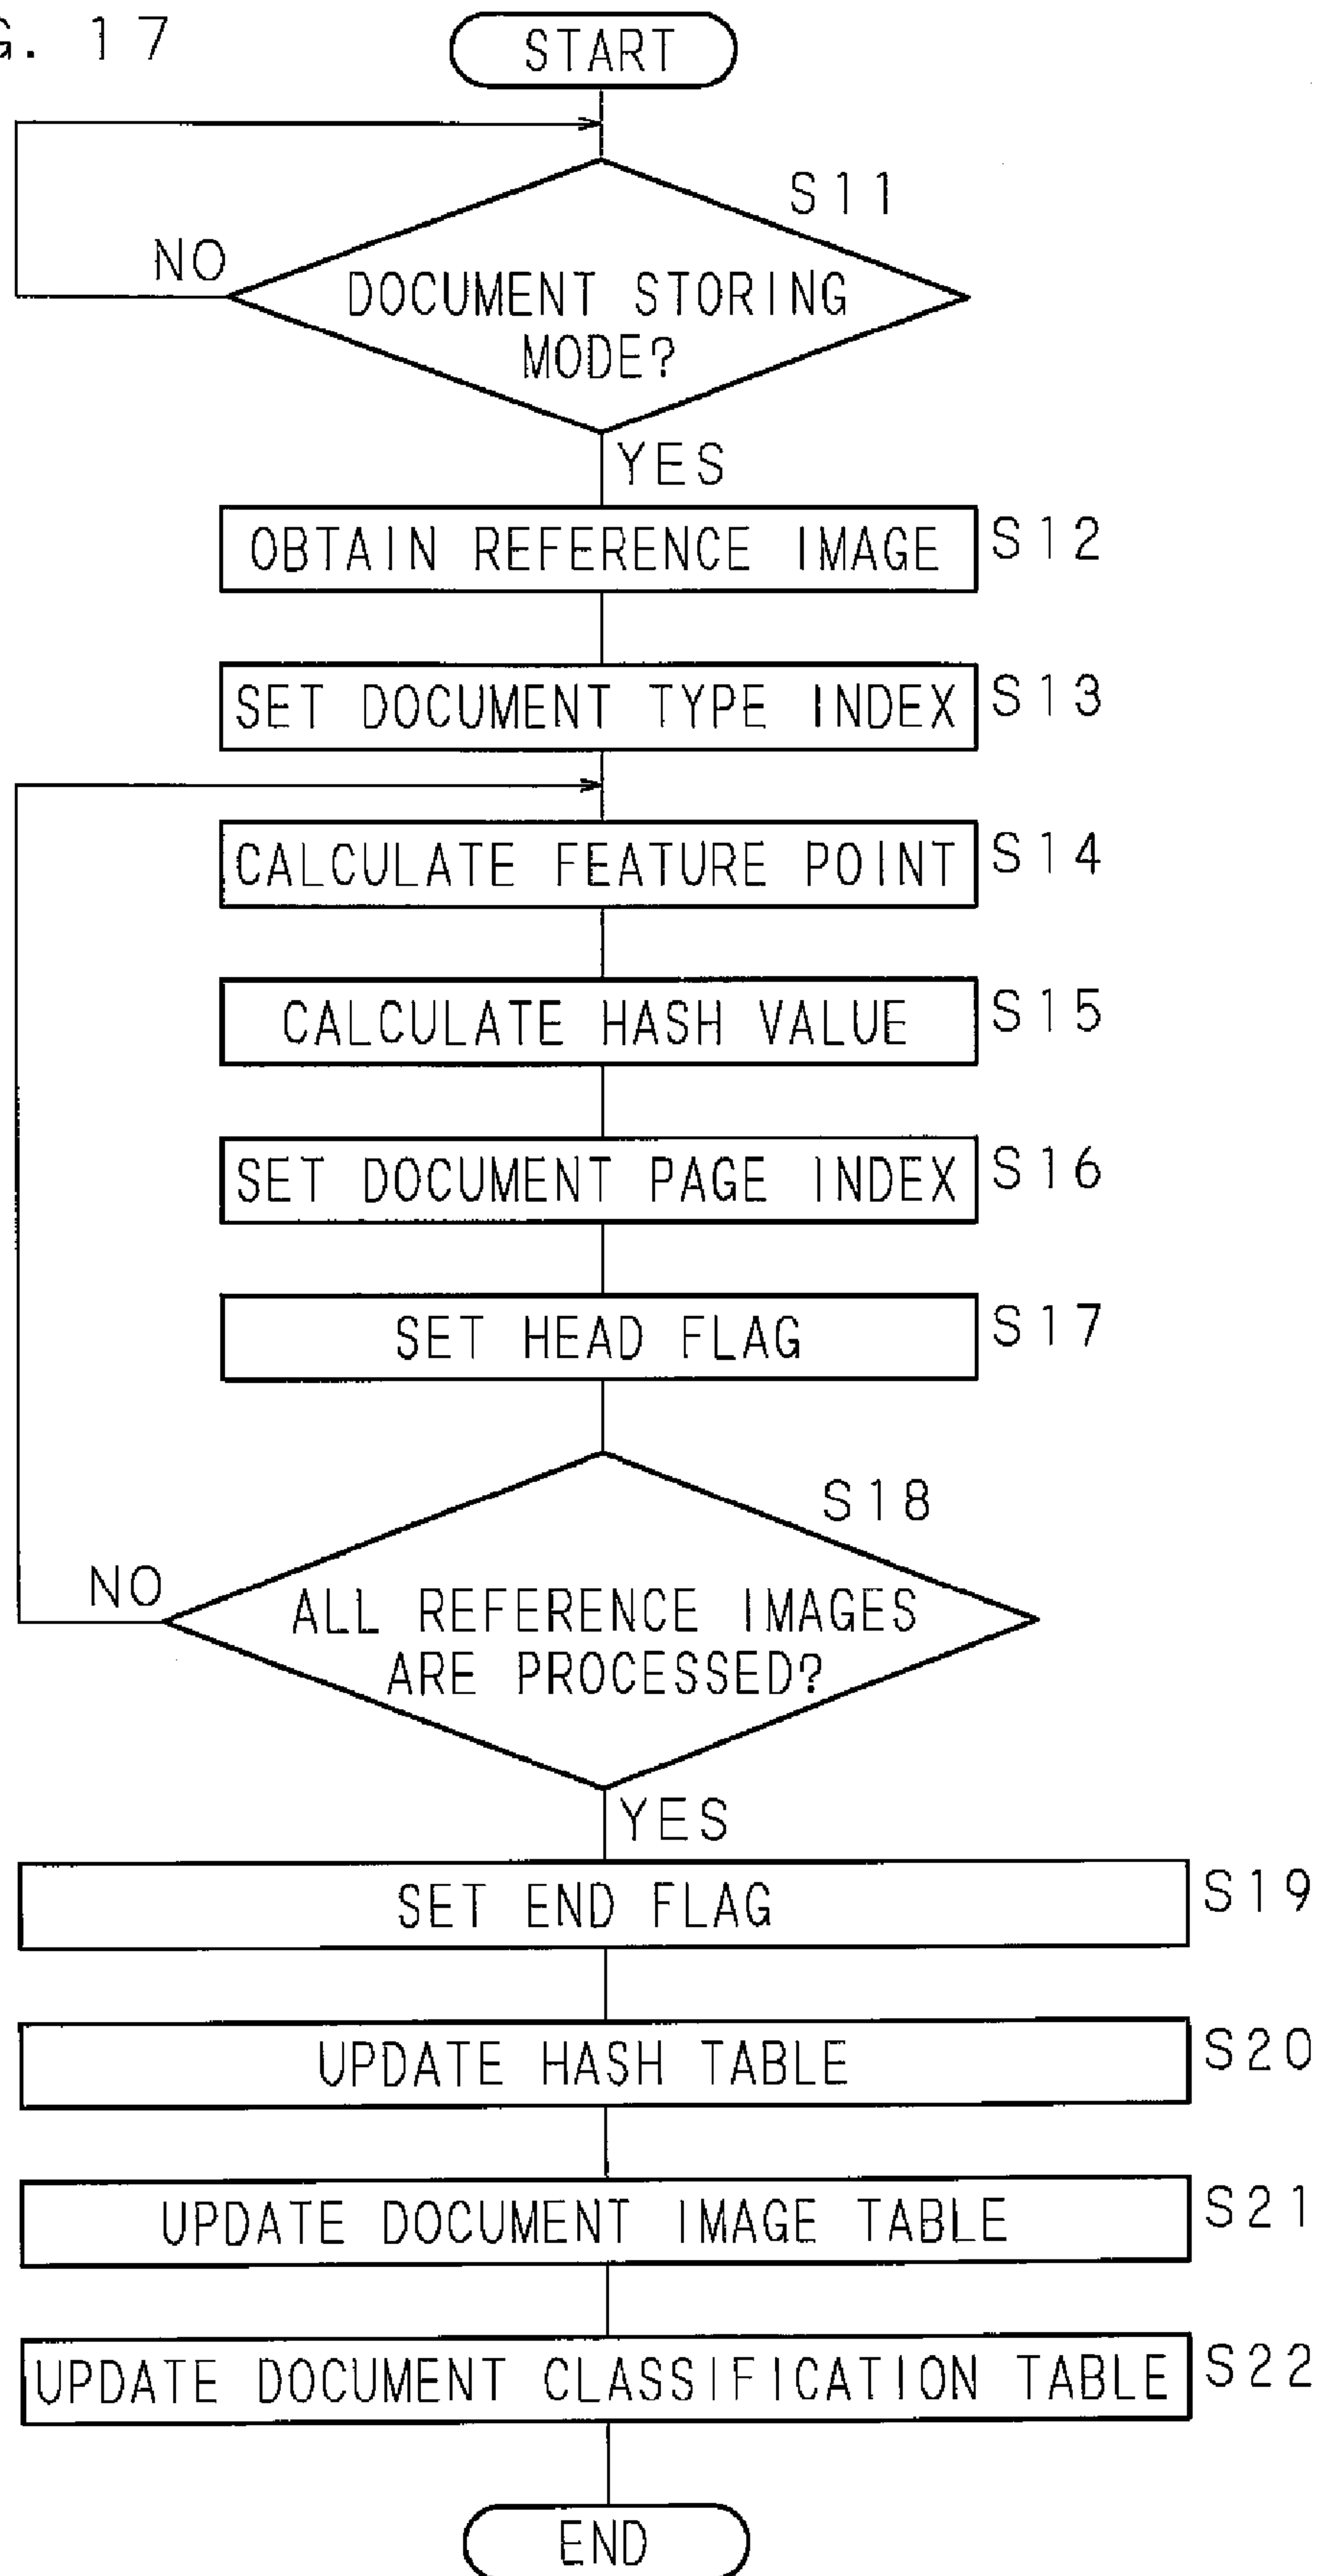 G. 17
START
S11
NO
DOCUMENT STORING
MODE?
YES
OBTAIN REFERENCE IMAGE S12
SET DOCUMENT TYPE INDEX S13
CALCULATE FEATURE POINT S14
CALCULATE HASH VALUE S15
SET DOCUMENT PAGE INDEX S16
SET HEAD FLAG S17
S18
NO
ALL REFERENCE IMAGES
ARE PROCESSED?
YES
SET END FLAG S19
UPDATE HASH TABLE S20
UPDATE DOCUMENT IMAGE TABLE S21
UPDATE DOCUMENT CLASSIFICATION TABLE S22
END